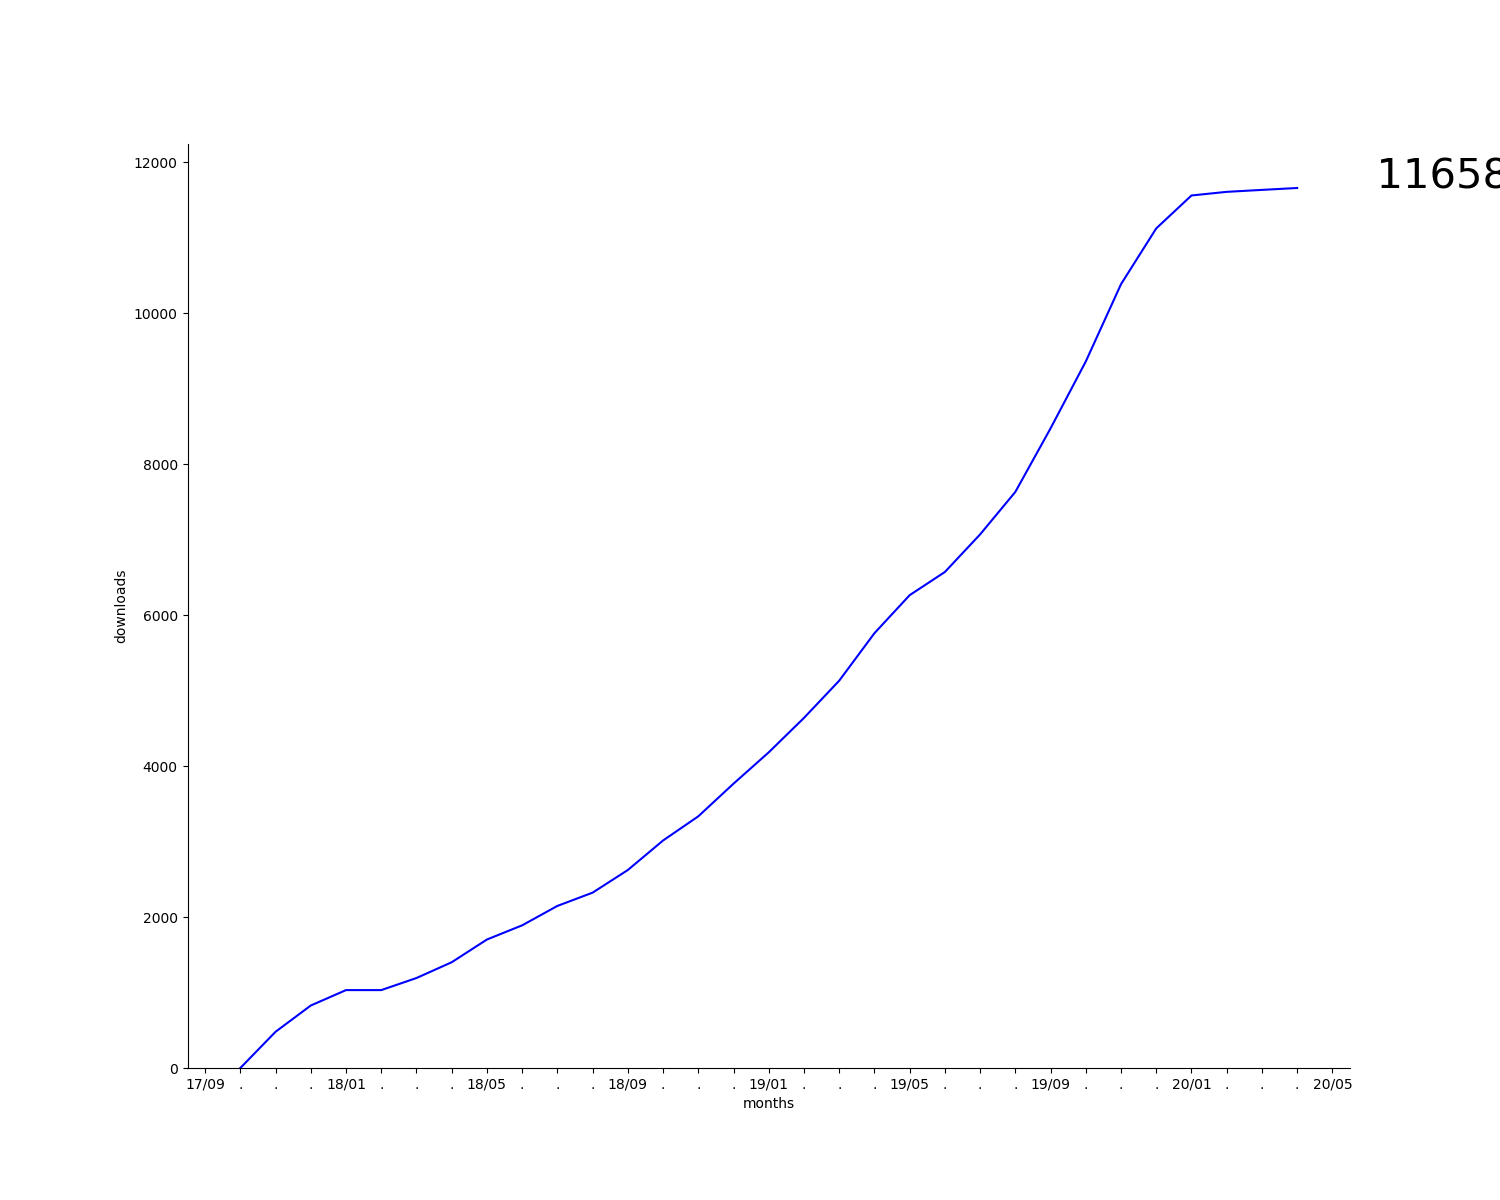 11658
12000
10000
8000
6000
4000
2000
0
downloads
17/09 . . . 18/01 . . . 18/05 . . . 18/09 . . . 19/01 . . . 19/05 . . . 19/09 . . . 20/01 . . . 20/05
months